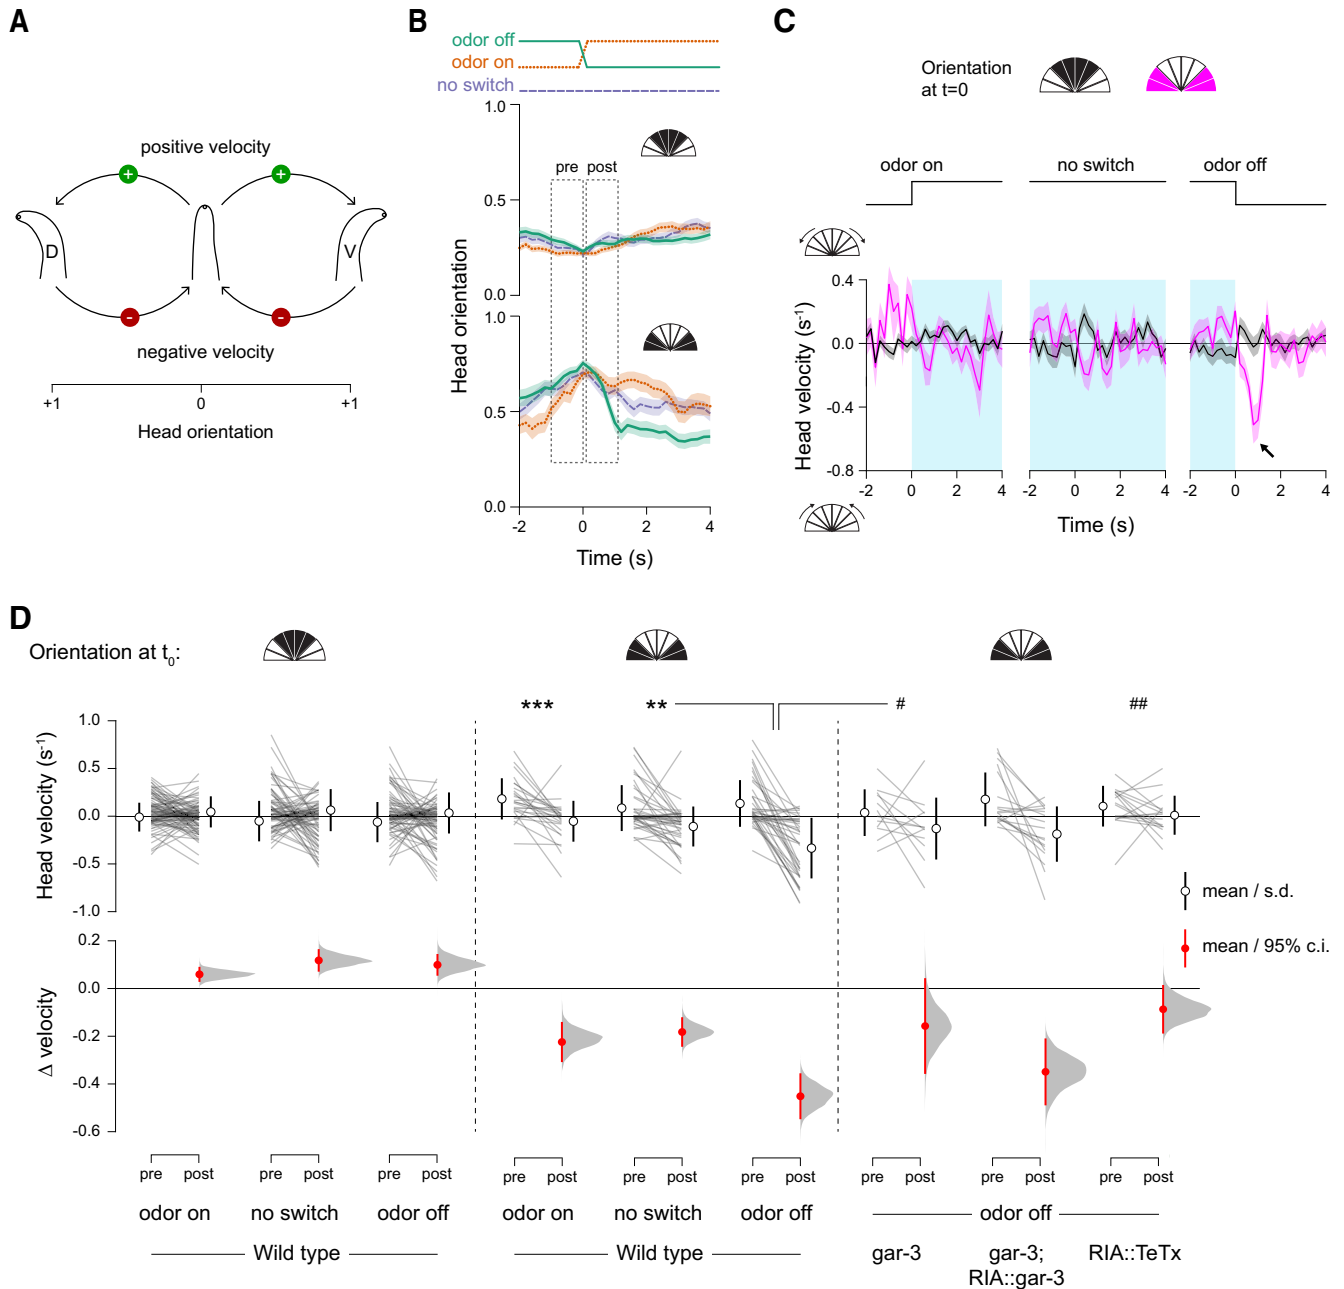 A
positive velocity
+
+
D
V
-
-
negative velocity
+1
0
+1
Head orientation
B
odor off
odor on
no switch
1.0
pre
post
0.5
0.0
1.0
0.5
0.0
Head orientation
-2
0
2
4
Time (s)
C
Orientation
at t=0
odor on
no switch
odor off
0.4
0.0
-0.4
-0.8
Head velocity (s⁻¹)
-2
0
2
4
-2
0
2
4
-2
0
2
4
Time (s)
D
Orientation at t₀:
***
**
#
##
1.0
0.5
0.0
-0.5
-1.0
Head velocity (s⁻¹)
mean / s.d.
mean / 95% c.i.
0.2
0.0
-0.2
-0.4
-0.6
Δ velocity
pre post pre post pre post pre post pre post pre post pre post pre post pre post
odor on no switch odor off odor on no switch odor off odor off
Wild type Wild type gar-3 gar-3; RIA::TeTx
RIA::gar-3